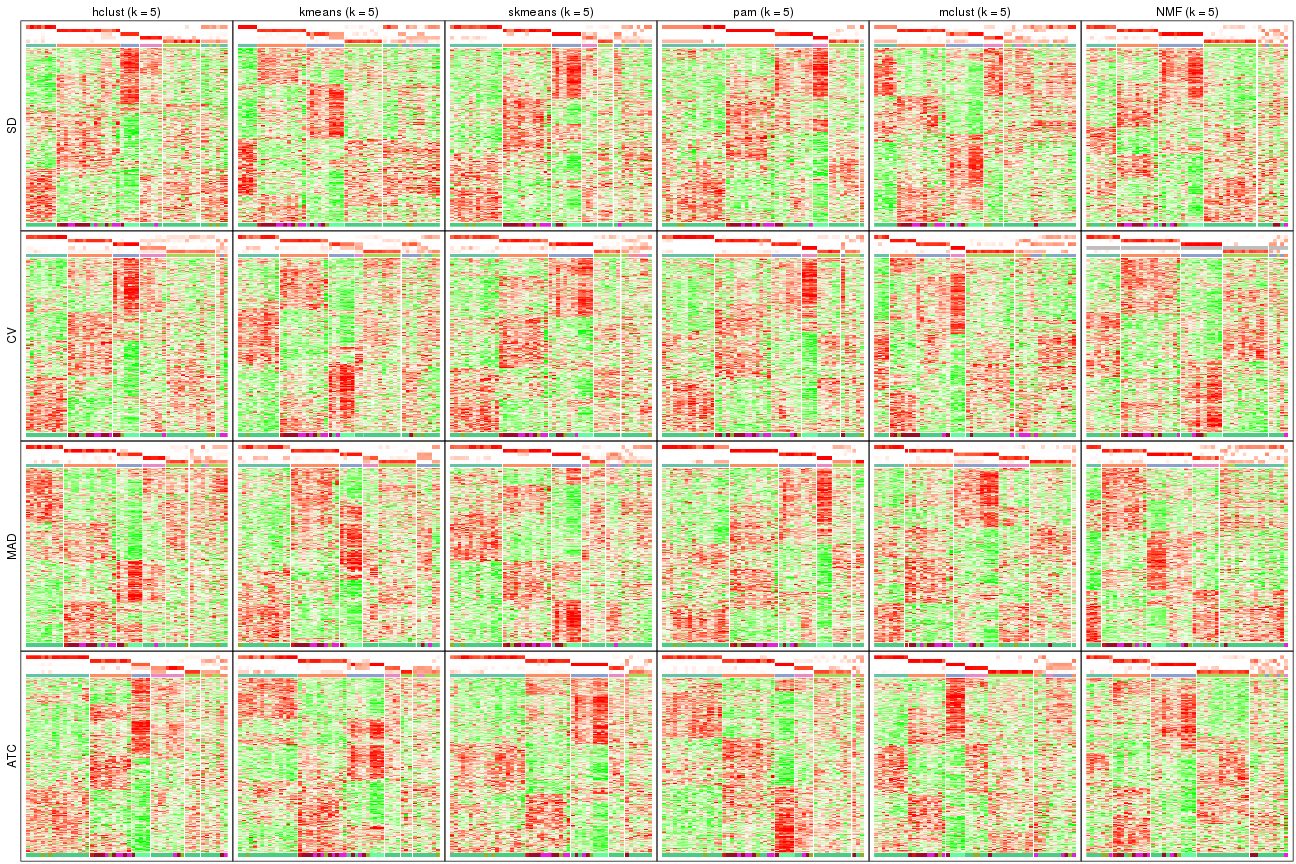 hclust (k = 5) kmeans (k = 5) skmeans (k = 5) pam (k = 5) mclust (k = 5) NMF (k = 5)
SD
CV
MAD
ATC